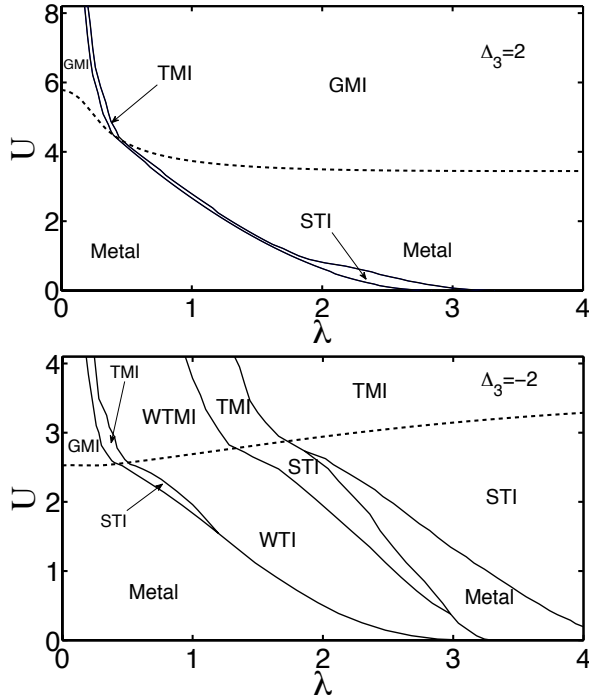 8
6
4
2
0
U
GMI
TMI
GMI
Δ₃=2
STI
Metal
Metal
0 1 2 3 4
λ
4
3
2
1
0
U
TMI
GMI
WTMI
TMI
TMI
Δ₃=−2
STI
STI
STI
WTI
Metal
Metal
0 1 2 3 4
λ